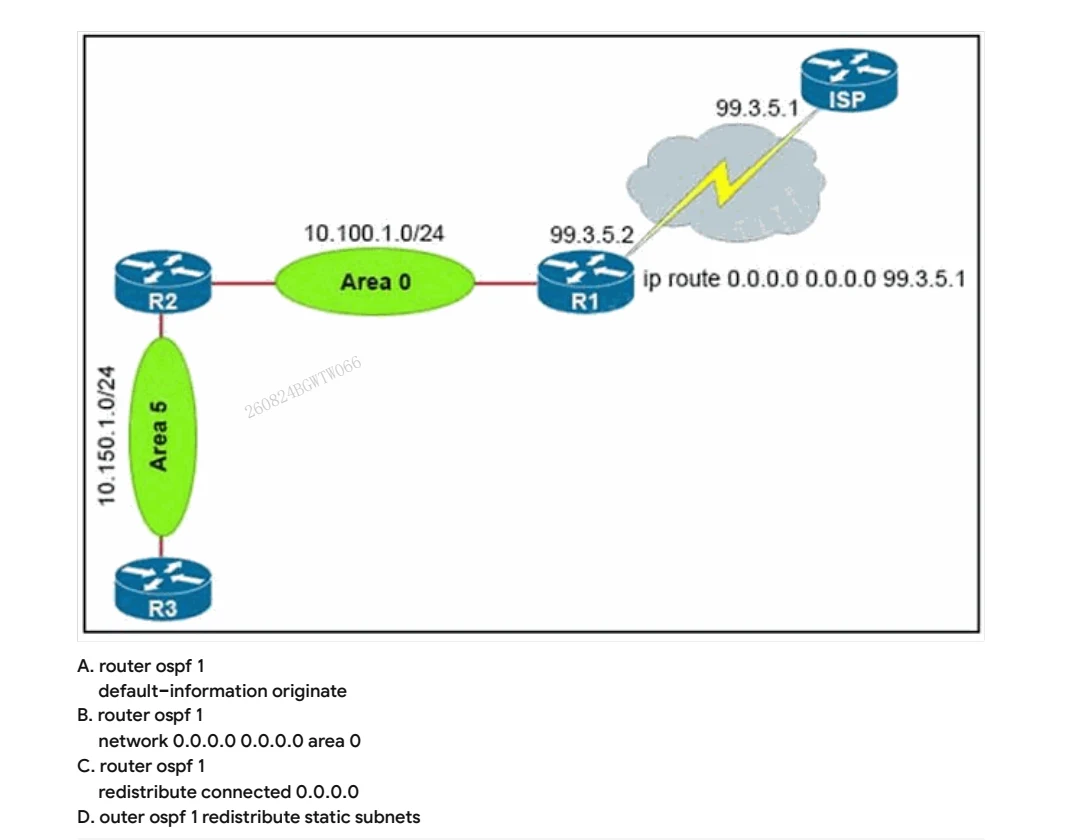 ISP
99.3.5.1
10.100.1.0/24
99.3.5.2
Area 0
R2
R1
ip route 0.0.0.0 0.0.0.0 99.3.5.1
10.150.1.0/24
Area 5
260824BGWTW066
R3
A. router ospf 1
default-information originate
B. router ospf 1
network 0.0.0.0 0.0.0.0 area 0
C. router ospf 1
redistribute connected 0.0.0.0
D. outer ospf 1 redistribute static subnets